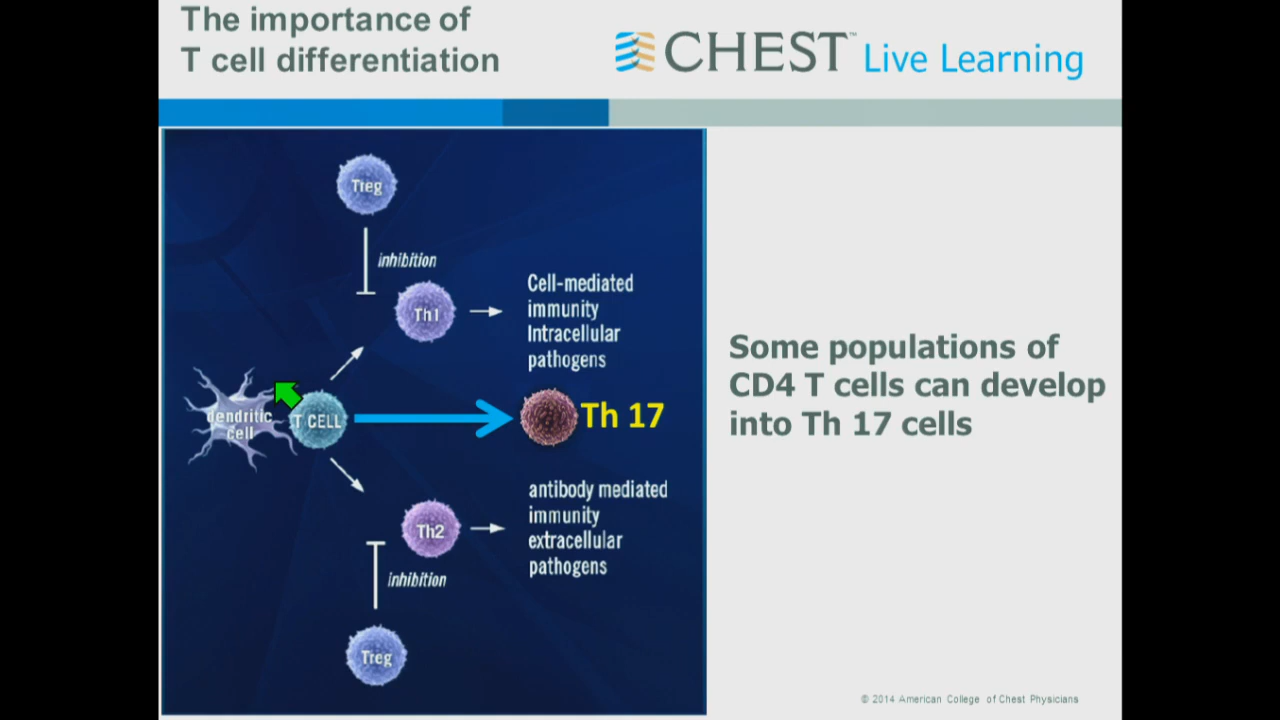 The importance of
T cell differentiation
CHEST™ Live Learning
Treg
inhibition
Th1
Cell-mediated
immunity
Intracellular
pathogens
dendritic
cell
T CELL
Th 17
Th2
antibody mediated
immunity
extracellular
pathogens
inhibition
Treg
Some populations of
CD4 T cells can develop
into Th 17 cells
© 2014 American College of Chest Physicians